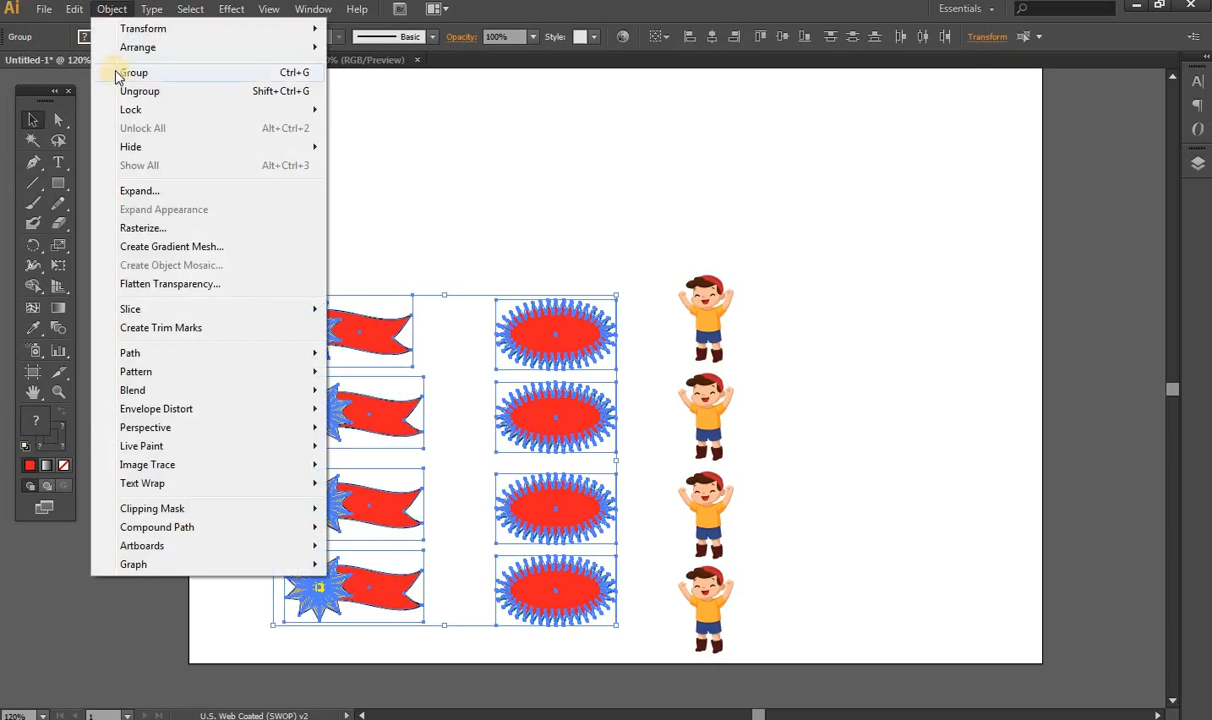 Ai File Edit Object Type Select Effect View Window Help Br Essentials
Group ? Basic Opacity: 100% Style: Transform
Untitled-1* @ 120% (RGB/Preview) ×
Transform
Arrange
Group Ctrl+G
Ungroup Shift+Ctrl+G
Lock
Unlock All Alt+Ctrl+2
Hide
Show All Alt+Ctrl+3
Expand...
Expand Appearance
Rasterize...
Create Gradient Mesh...
Create Object Mosaic...
Flatten Transparency...
Slice
Create Trim Marks
Path
Pattern
Blend
Envelope Distort
Perspective
Live Paint
Image Trace
Text Wrap
Clipping Mask
Compound Path
Artboards
Graph
?
120% 1 U.S. Web Coated (SWOP) v2